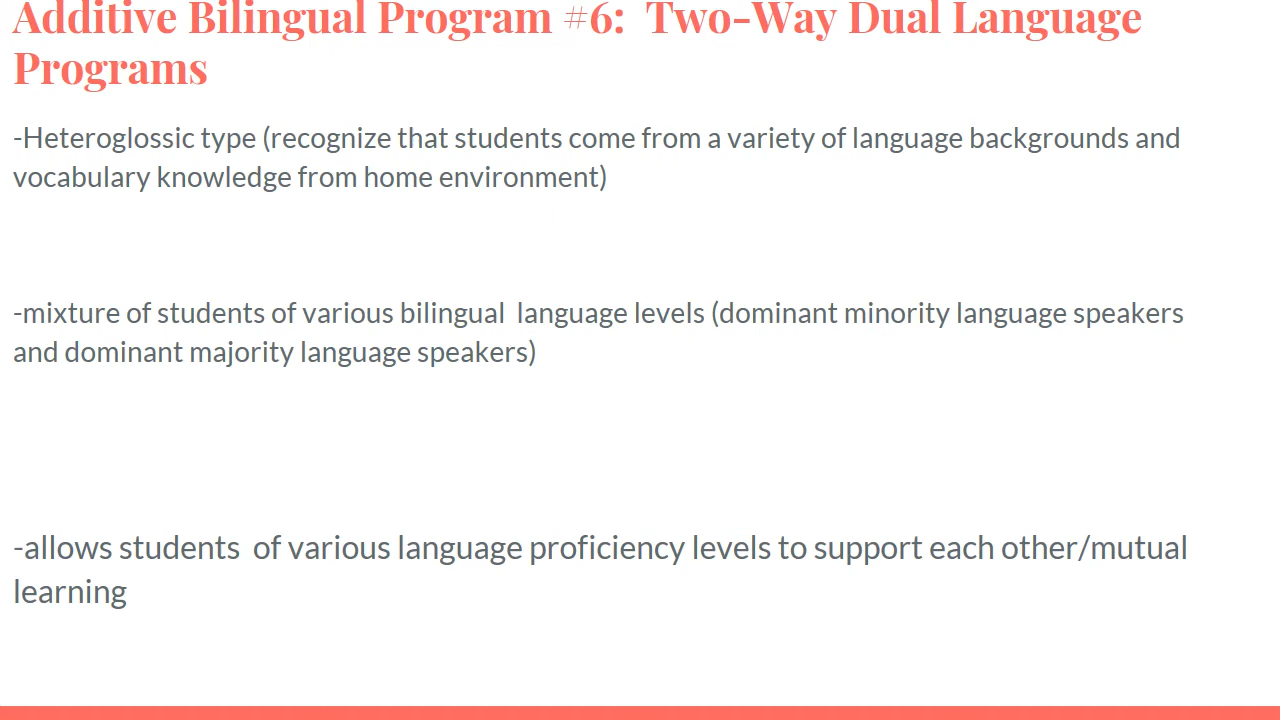 Additive Bilingual Program #6:  Two-Way Dual Language
Programs
-Heteroglossic type (recognize that students come from a variety of language backgrounds and
vocabulary knowledge from home environment)
-mixture of students of various bilingual  language levels (dominant minority language speakers
and dominant majority language speakers)
-allows students  of various language proficiency levels to support each other/mutual
learning